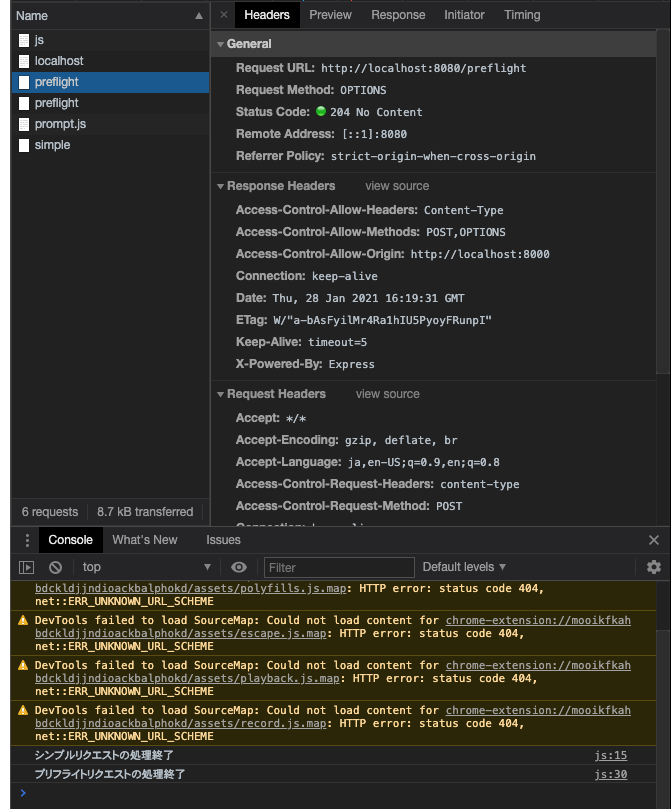 Name
js
localhost
preflight
preflight
prompt.js
simple
6 requests 8.7 kB transferred
× Headers Preview Response Initiator Timing
General
Request URL: http://localhost:8080/preflight
Request Method: OPTIONS
Status Code: 204 No Content
Remote Address: [::1]:8080
Referrer Policy: strict-origin-when-cross-origin
Response Headers view source
Access-Control-Allow-Headers: Content-Type
Access-Control-Allow-Methods: POST,OPTIONS
Access-Control-Allow-Origin: http://localhost:8000
Connection: keep-alive
Date: Thu, 28 Jan 2021 16:19:31 GMT
ETag: W/"a-bAsFyilMr4Ra1hIU5PyoyFRunpI"
Keep-Alive: timeout=5
X-Powered-By: Express
Request Headers view source
Accept: */*
Accept-Encoding: gzip, deflate, br
Accept-Language: ja,en-US;q=0.9,en;q=0.8
Access-Control-Request-Headers: content-type
Access-Control-Request-Method: POST
Console What's New Issues
top Filter Default levels
bdckldjjndioackbalphokd/assets/polyfills.js.map: HTTP error: status code 404,
net::ERR_UNKNOWN_URL_SCHEME
DevTools failed to load SourceMap: Could not load content for chrome-extension://mooikfkah
bdckldjjndioackbalphokd/assets/escape.js.map: HTTP error: status code 404,
net::ERR_UNKNOWN_URL_SCHEME
DevTools failed to load SourceMap: Could not load content for chrome-extension://mooikfkah
bdckldjjndioackbalphokd/assets/playback.js.map: HTTP error: status code 404,
net::ERR_UNKNOWN_URL_SCHEME
DevTools failed to load SourceMap: Could not load content for chrome-extension://mooikfkah
bdckldjjndioackbalphokd/assets/record.js.map: HTTP error: status code 404,
net::ERR_UNKNOWN_URL_SCHEME
シンプルリクエストの処理終了 js:15
プリフライトリクエストの処理終了 js:30